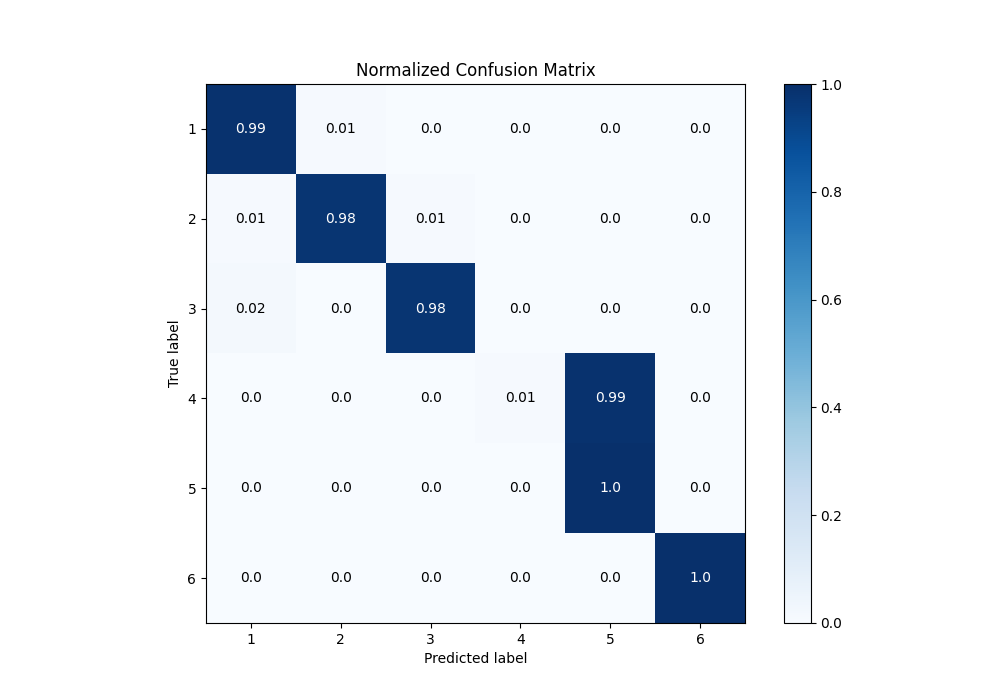 Normalized Confusion Matrix
1 0.99 0.01 0.0 0.0 0.0 0.0
2 0.01 0.98 0.01 0.0 0.0 0.0
3 0.02 0.0 0.98 0.0 0.0 0.0
4 0.0 0.0 0.0 0.01 0.99 0.0
5 0.0 0.0 0.0 0.0 1.0 0.0
6 0.0 0.0 0.0 0.0 0.0 1.0
1 2 3 4 5 6
Predicted label
True label
1.0
0.8
0.6
0.4
0.2
0.0